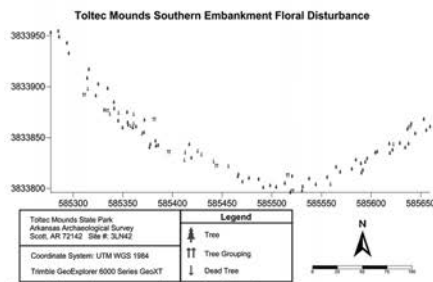 Toltec Mounds Southern Embankment Floral Disturbance
3833950
3833900
3833850
3833800
585300 585350 585400 585450 585500 585550 585600 585650
Toltec Mounds State Park
Arkansas Archaeological Survey
Scott, AR 72142 Site #: 3LN42
Coordinate System: UTM WGS 1984
Trimble GeoExplorer 6000 Series GeoXT
Legend
Tree
Tree Grouping
Dead Tree
N